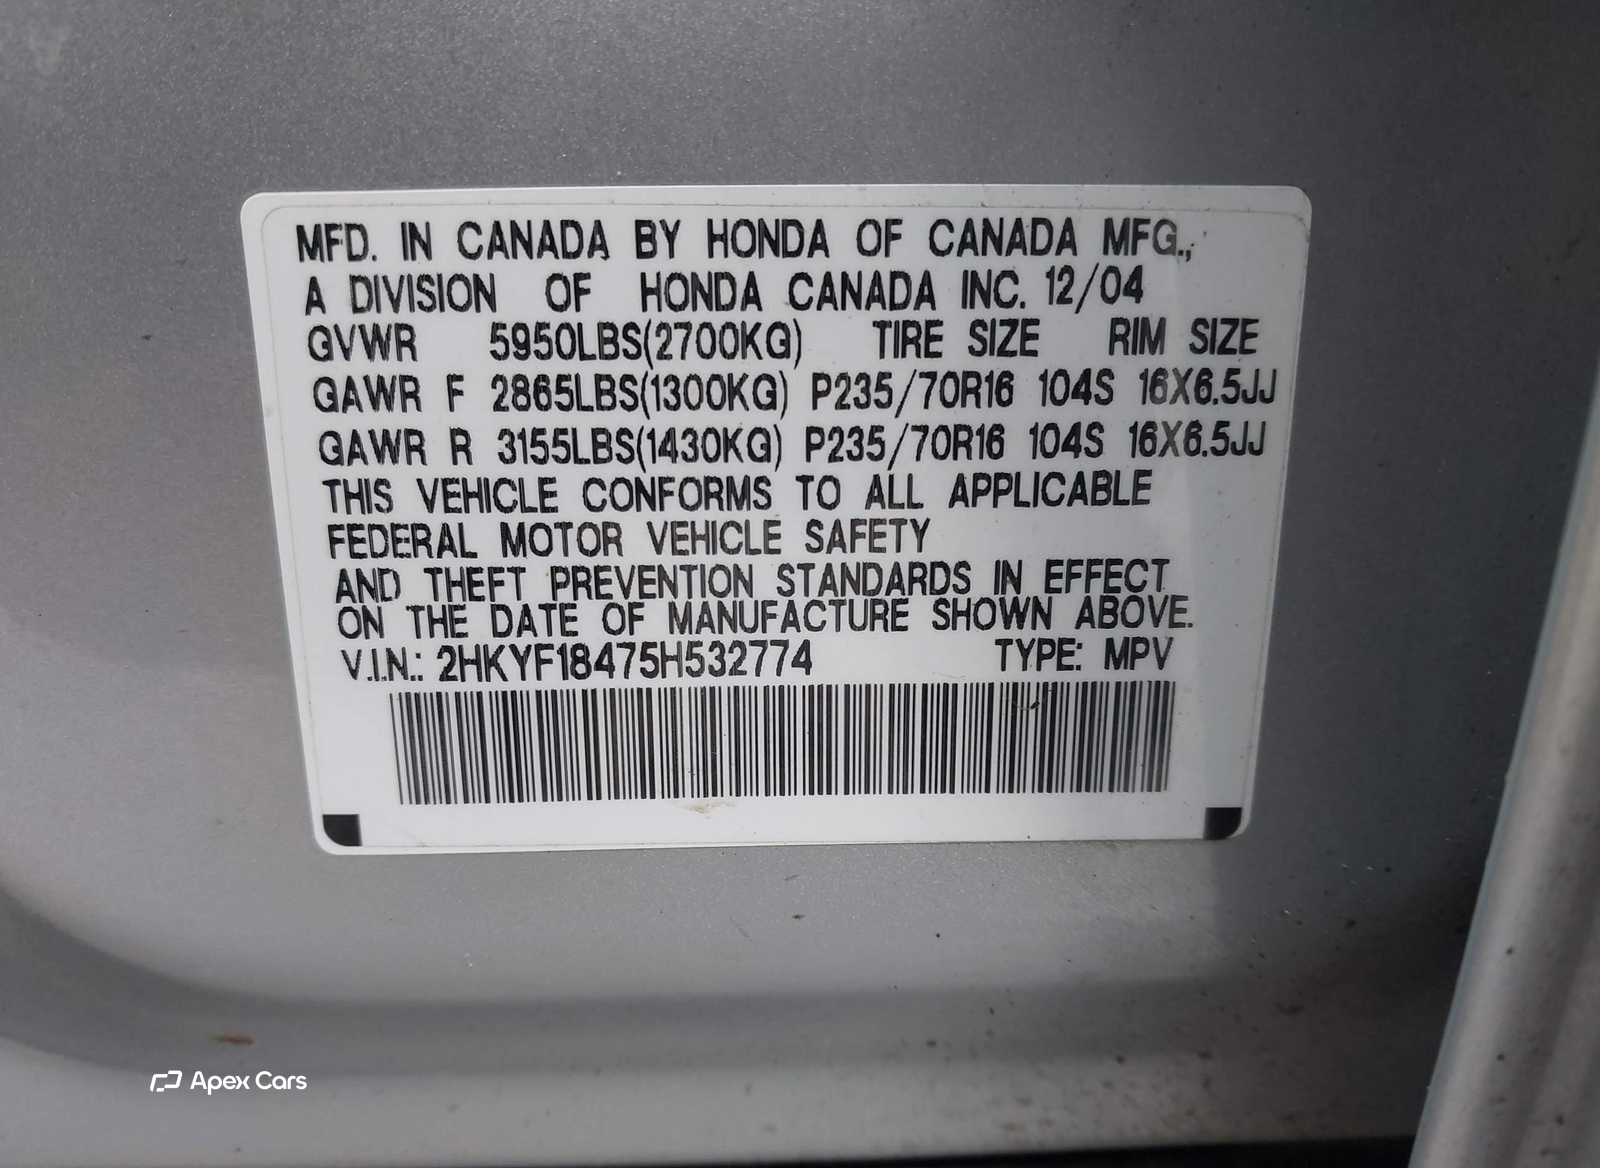 MFD. IN CANADA BY HONDA OF CANADA MFG.,
A DIVISION OF HONDA CANADA INC. 12/04
GVWR 5950LBS(2700KG) TIRE SIZE RIM SIZE
GAWR F 2865LBS(1300KG) P235/70R16 104S 16X6.5JJ
GAWR R 3155LBS(1430KG) P235/70R16 104S 16X6.5JJ
THIS VEHICLE CONFORMS TO ALL APPLICABLE
FEDERAL MOTOR VEHICLE SAFETY
AND THEFT PREVENTION STANDARDS IN EFFECT
ON THE DATE OF MANUFACTURE SHOWN ABOVE.
V.I.N.: 2HKYF18475H532774 TYPE: MPV
Apex Cars